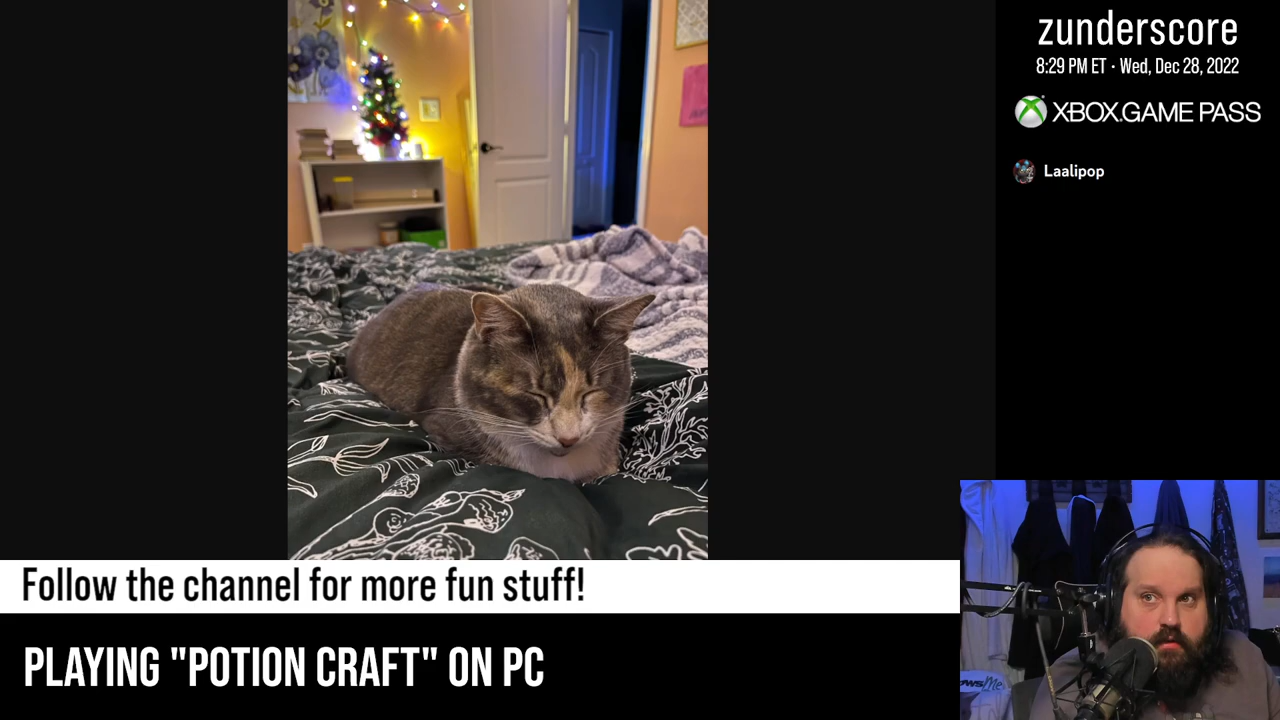 zunderscore
8:29 PM ET · Wed, Dec 28, 2022
XBOX GAME PASS
Laalipop
Follow the channel for more fun stuff!
PLAYING "POTION CRAFT" ON PC